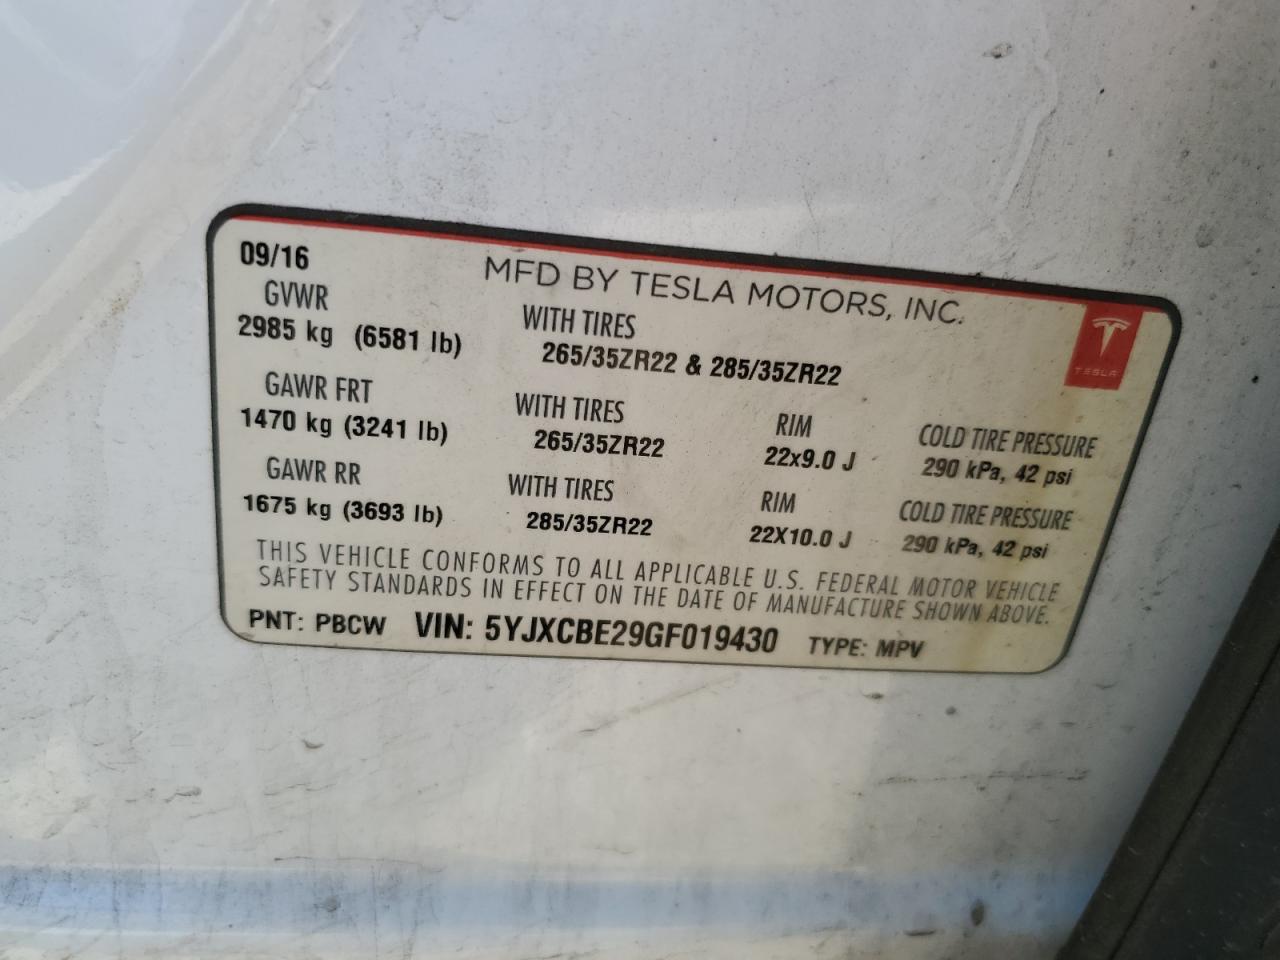 09/16 MFD BY TESLA MOTORS, INC.
GVWR WITH TIRES
2985 kg (6581 lb) 265/35ZR22 & 285/35ZR22
TESLA
GAWR FRT WITH TIRES RIM COLD TIRE PRESSURE
1470 kg (3241 lb) 265/35ZR22 22x9.0 J 290 kPa, 42 psi
GAWR RR WITH TIRES RIM COLD TIRE PRESSURE
1675 kg (3693 lb) 285/35ZR22 22X10.0 J 290 kPa, 42 psi
THIS VEHICLE CONFORMS TO ALL APPLICABLE U.S. FEDERAL MOTOR VEHICLE
SAFETY STANDARDS IN EFFECT ON THE DATE OF MANUFACTURE SHOWN ABOVE.
PNT: PBCW VIN: 5YJXCBE29GF019430 TYPE: MPV